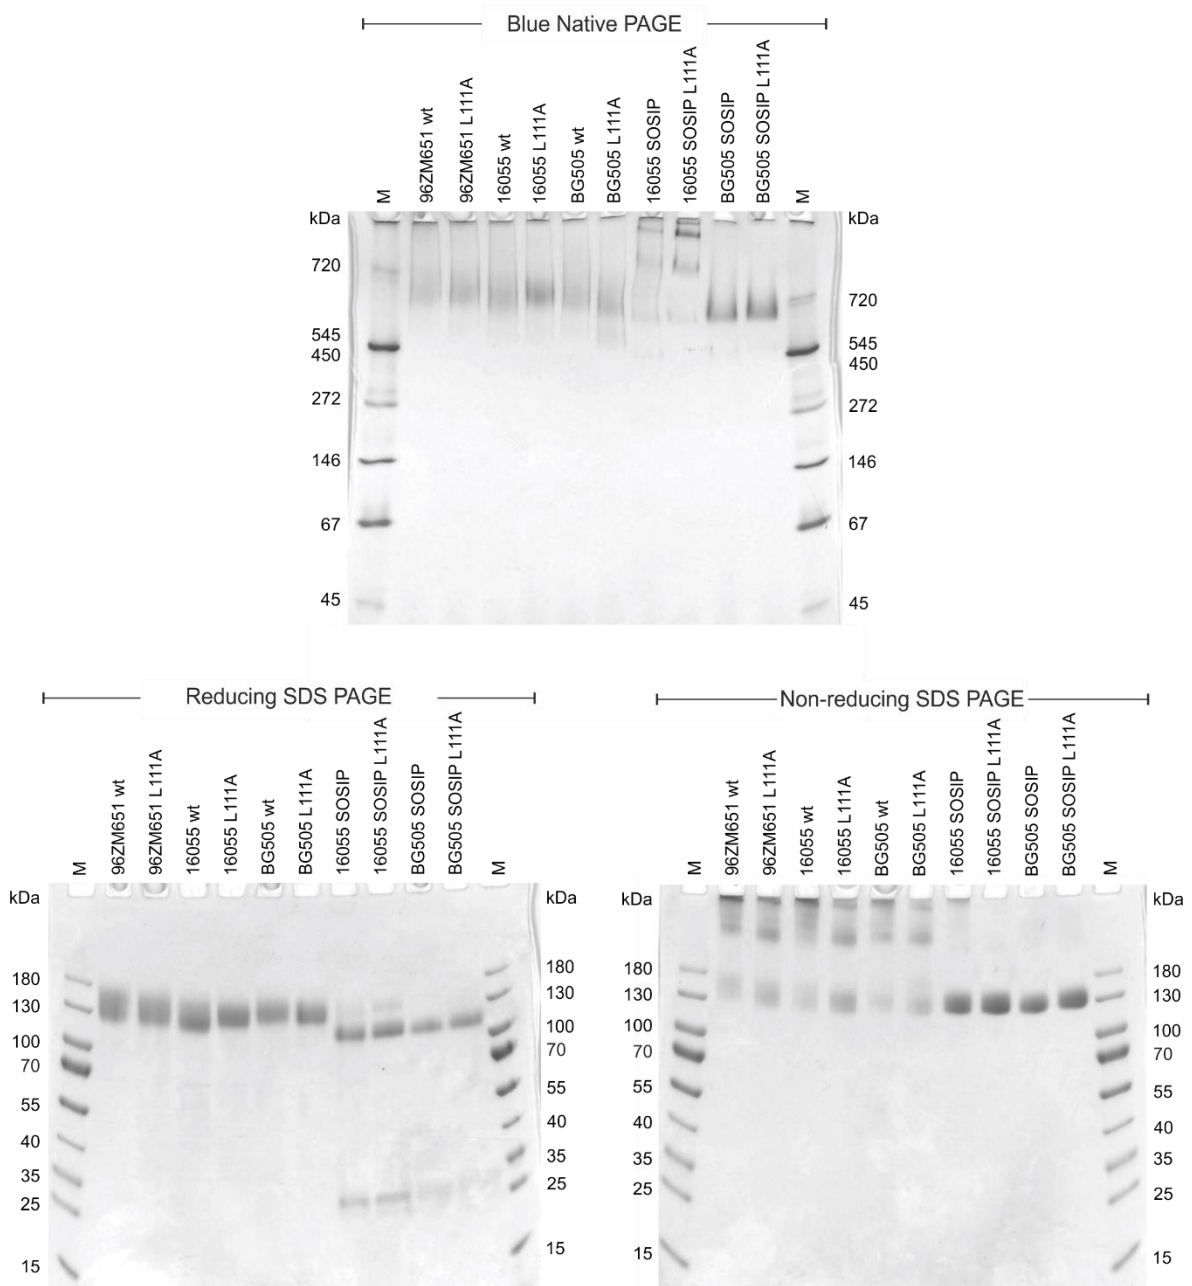 Blue Native PAGE
M
96ZM651 wt
96ZM651 L111A
16055 wt
16055 L111A
BG505 wt
BG505 L111A
16055 SOSIP
16055 SOSIP L111A
BG505 SOSIP
BG505 SOSIP L111A
M
kDa
720
545
450
272
146
67
45
kDa
720
545
450
272
146
67
45
Reducing SDS PAGE
M
96ZM651 wt
96ZM651 L111A
16055 wt
16055 L111A
BG505 wt
BG505 L111A
16055 SOSIP
16055 SOSIP L111A
BG505 SOSIP
BG505 SOSIP L111A
M
kDa
180
130
100
70
55
40
35
25
15
kDa
180
130
100
70
55
40
35
25
15
Non-reducing SDS PAGE
M
96ZM651 wt
96ZM651 L111A
16055 wt
16055 L111A
BG505 wt
BG505 L111A
16055 SOSIP
16055 SOSIP L111A
BG505 SOSIP
BG505 SOSIP L111A
M
kDa
180
130
100
70
55
40
35
25
15
kDa
180
130
100
70
55
40
35
25
15